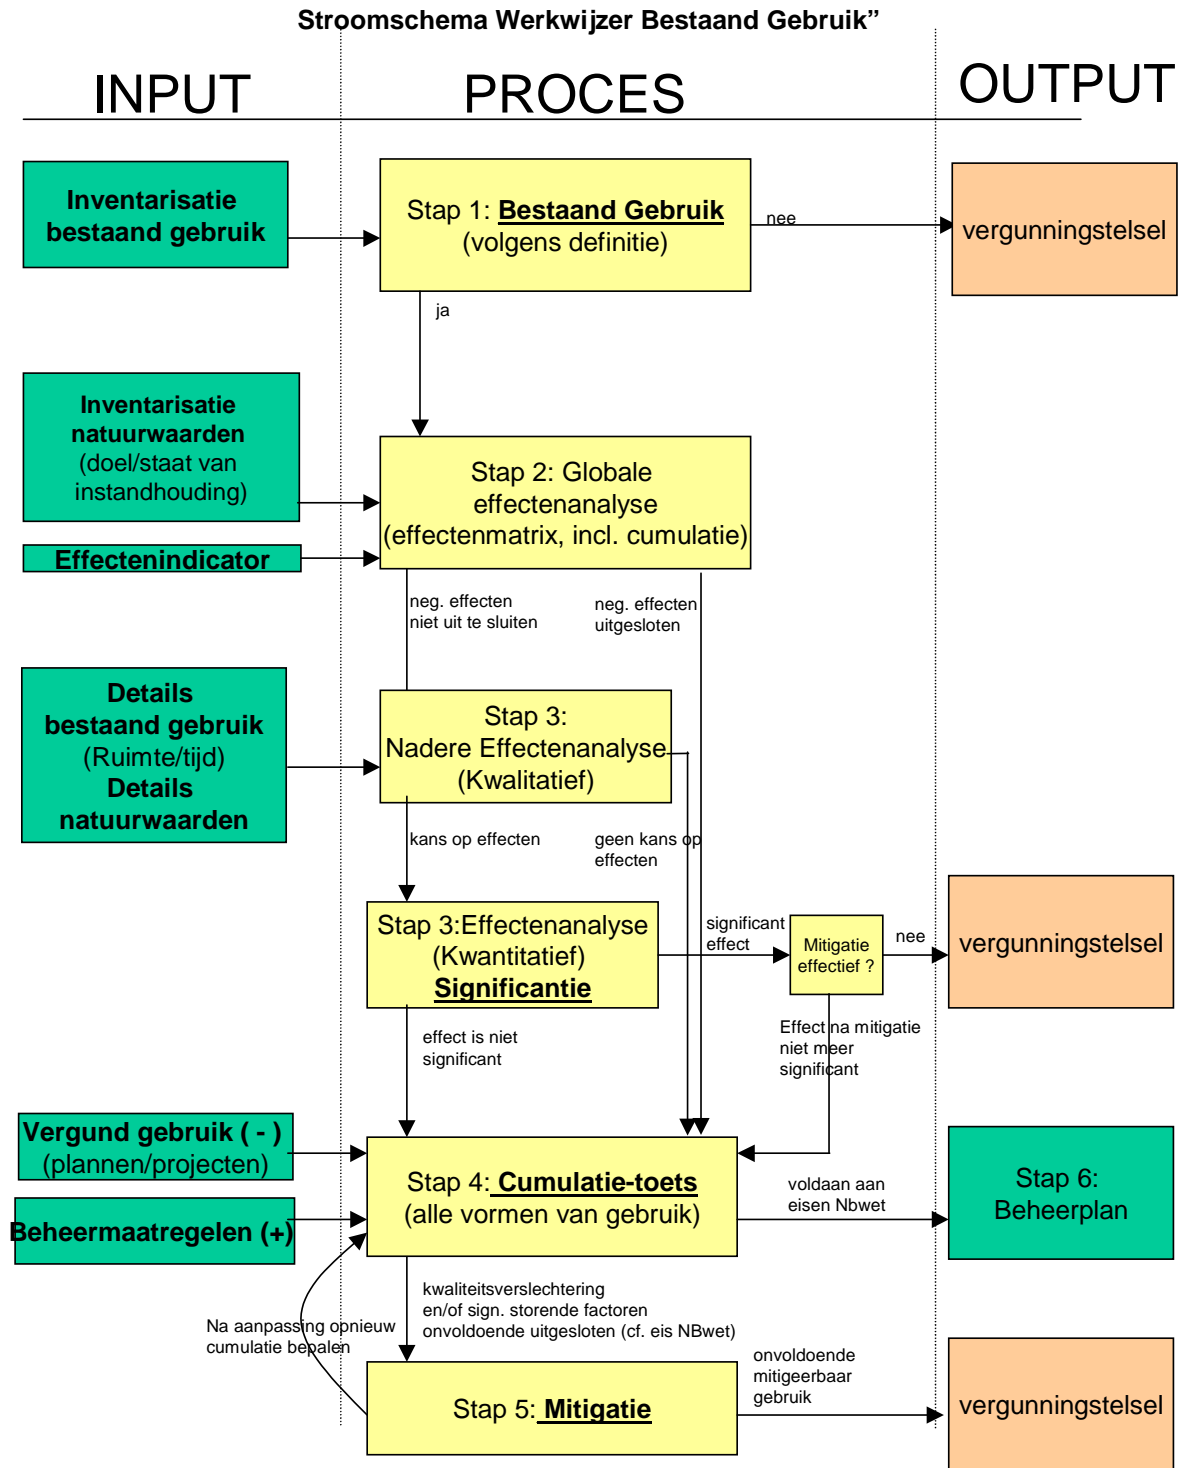 Stroomschema Werkwijzer Bestaand Gebruik”
INPUT
PROCES
OUTPUT
Inventarisatie
bestaand gebruik
Stap 1: Bestaand Gebruik
(volgens definitie)
nee
vergunningstelsel
ja
Inventarisatie
natuurwaarden
(doel/staat van
instandhouding)
Effectenindicator
Stap 2: Globale
effectenanalyse
(effectenmatrix, incl. cumulatie)
neg. effecten
niet uit te sluiten
neg. effecten
uitgesloten
Details
bestaand gebruik
(Ruimte/tijd)
Details
natuurwaarden
Stap 3:
Nadere Effectenanalyse
(Kwalitatief)
kans op effecten
geen kans op
effecten
Stap 3:Effectenanalyse
(Kwantitatief)
Significantie
significant
effect
Mitigatie
effectief ?
nee
vergunningstelsel
effect is niet
significant
Effect na mitigatie
niet meer
significant
Vergund gebruik ( - )
(plannen/projecten)
Beheermaatregelen (+)
Stap 4: Cumulatie-toets
(alle vormen van gebruik)
voldaan aan
eisen Nbwet
Stap 6:
Beheerplan
kwaliteitsverslechtering
en/of sign. storende factoren
onvoldoende uitgesloten (cf. eis NBwet)
Na aanpassing opnieuw
cumulatie bepalen
Stap 5: Mitigatie
onvoldoende
mitigeerbaar
gebruik
vergunningstelsel